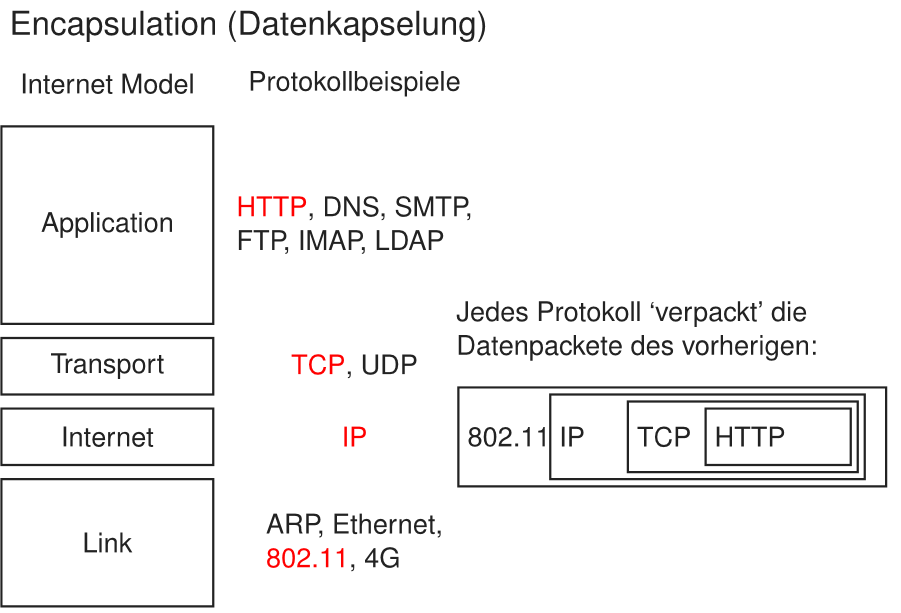 Encapsulation (Datenkapselung)
Internet Model
Protokollbeispiele
Application
HTTP, DNS, SMTP,
FTP, IMAP, LDAP
Jedes Protokoll ‘verpackt’ die
Datenpackete des vorherigen:
Transport
TCP, UDP
Internet
IP
802.11 IP TCP HTTP
Link
ARP, Ethernet,
802.11, 4G